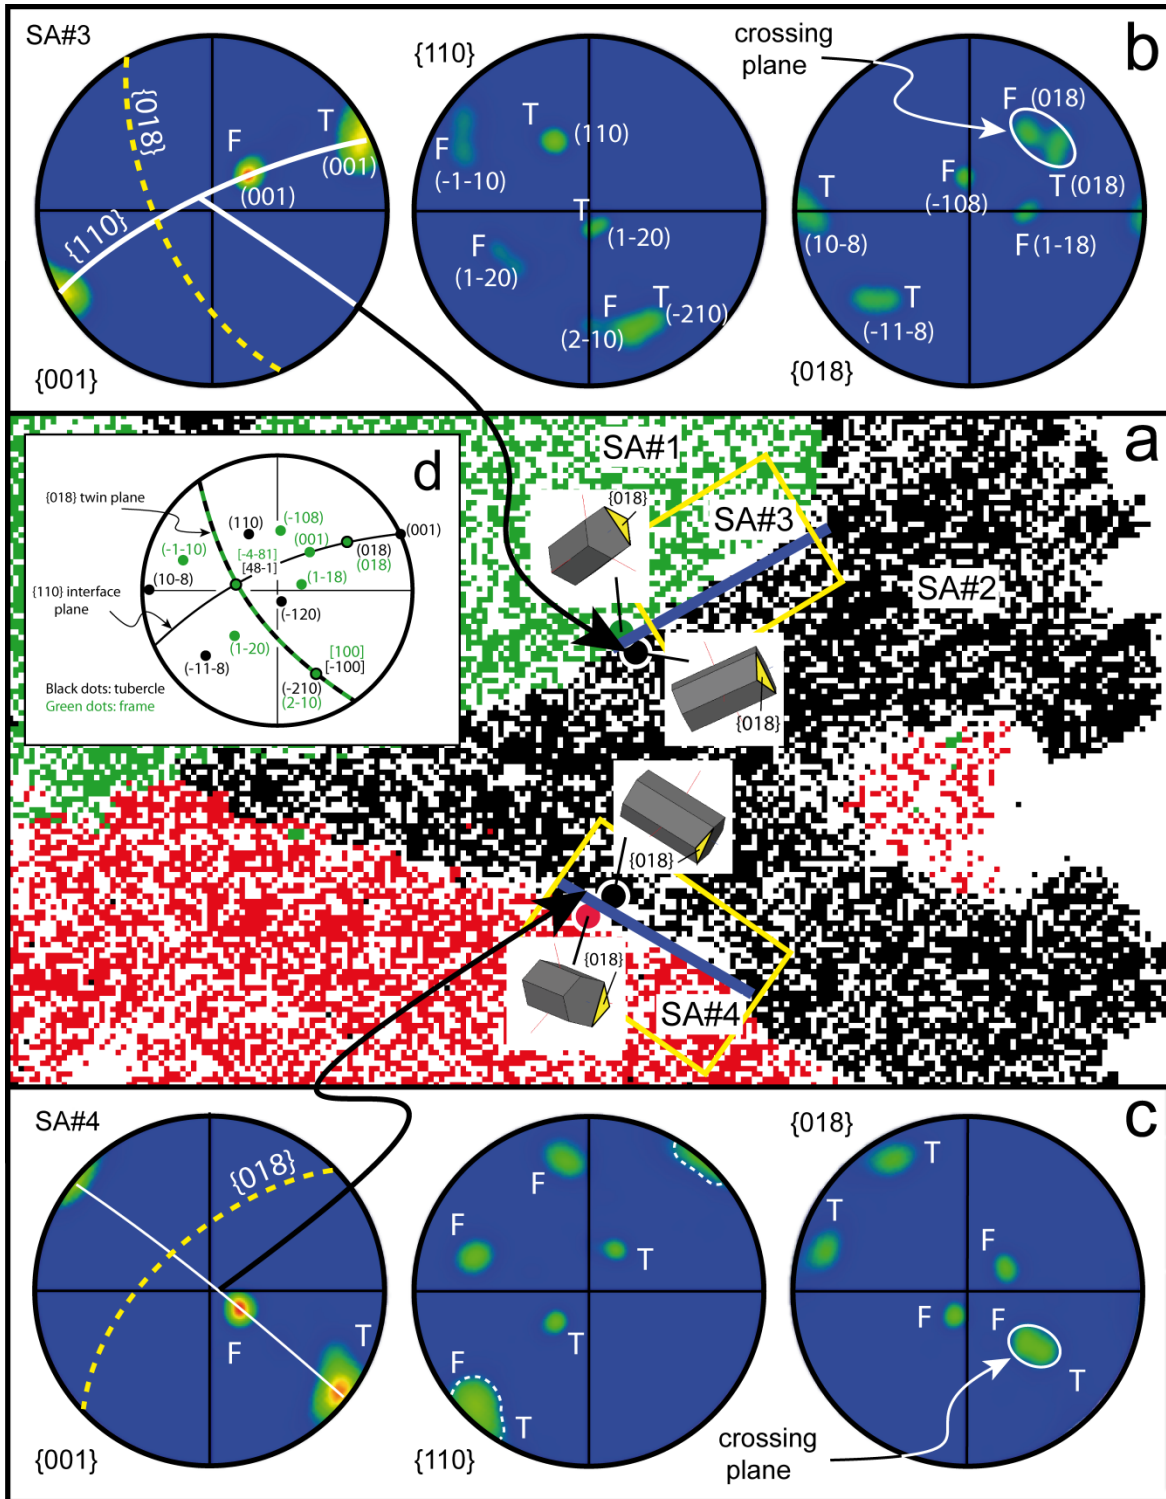 SA#3
b
{018}
F
T
(001)
(001)
{110}
{001}
{110}
T
(110)
F
(-1-10)
T
(1-20)
F
(1-20)
F
T
(-210)
(2-10)
crossing
plane
F
(018)
T
(018)
T
F
(-108)
(10-8)
F
(1-18)
T
(-11-8)
{018}
a
SA#1
{018}
SA#3
SA#2
{018}
{018}
{018}
SA#4
d
{018} twin plane
(110)
(-108)
(001)
(001)
(-1-10)
[-4-81]
[48-1]
(018)
(018)
(10-8)
(1-18)
{110} interface
plane
(-120)
(1-20)
(-11-8)
[100]
[-100]
(-210)
(2-10)
Black dots: tubercle
Green dots: frame
SA#4
c
{018}
F
T
{001}
F
F
T
T
F
T
{110}
{018}
T
T
F
F
F
T
crossing
plane